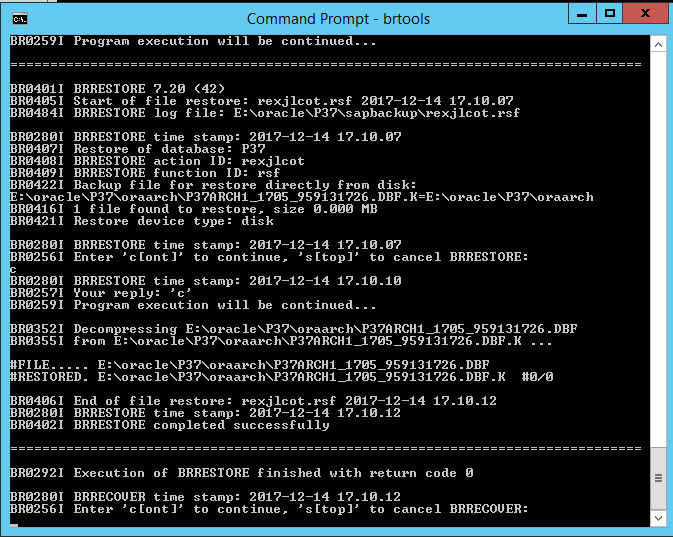 Command Prompt - brtools
BR0259I Program execution will be continued...
===============================================================================
BR0401I BRRESTORE 7.20 (42)
BR0405I Start of file restore: rexjlcot.rsf 2017-12-14 17.10.07
BR0484I BRRESTORE log file: E:\oracle\P37\sapbackup\rexjlcot.rsf
BR0280I BRRESTORE time stamp: 2017-12-14 17.10.07
BR0407I Restore of database: P37
BR0408I BRRESTORE action ID: rexjlcot
BR0409I BRRESTORE function ID: rsf
BR0422I Backup file for restore directly from disk:
E:\oracle\P37\oraarch\P37ARCH1_1705_959131726.DBF.K=E:\oracle\P37\oraarch
BR0416I 1 file found to restore, size 0.000 MB
BR0421I Restore device type: disk
BR0280I BRRESTORE time stamp: 2017-12-14 17.10.07
BR0256I Enter 'c[ont]' to continue, 's[top]' to cancel BRRESTORE:
c
BR0280I BRRESTORE time stamp: 2017-12-14 17.10.10
BR0257I Your reply: 'c'
BR0259I Program execution will be continued...
BR0352I Decompressing E:\oracle\P37\oraarch\P37ARCH1_1705_959131726.DBF
BR0355I from E:\oracle\P37\oraarch\P37ARCH1_1705_959131726.DBF.K ...
#FILE..... E:\oracle\P37\oraarch\P37ARCH1_1705_959131726.DBF
#RESTORED. E:\oracle\P37\oraarch\P37ARCH1_1705_959131726.DBF.K  #0/0
BR0406I End of file restore: rexjlcot.rsf 2017-12-14 17.10.12
BR0280I BRRESTORE time stamp: 2017-12-14 17.10.12
BR0402I BRRESTORE completed successfully
===============================================================================
BR0292I Execution of BRRESTORE finished with return code 0
BR0280I BRRECOVER time stamp: 2017-12-14 17.10.12
BR0256I Enter 'c[ont]' to continue, 's[top]' to cancel BRRECOVER: